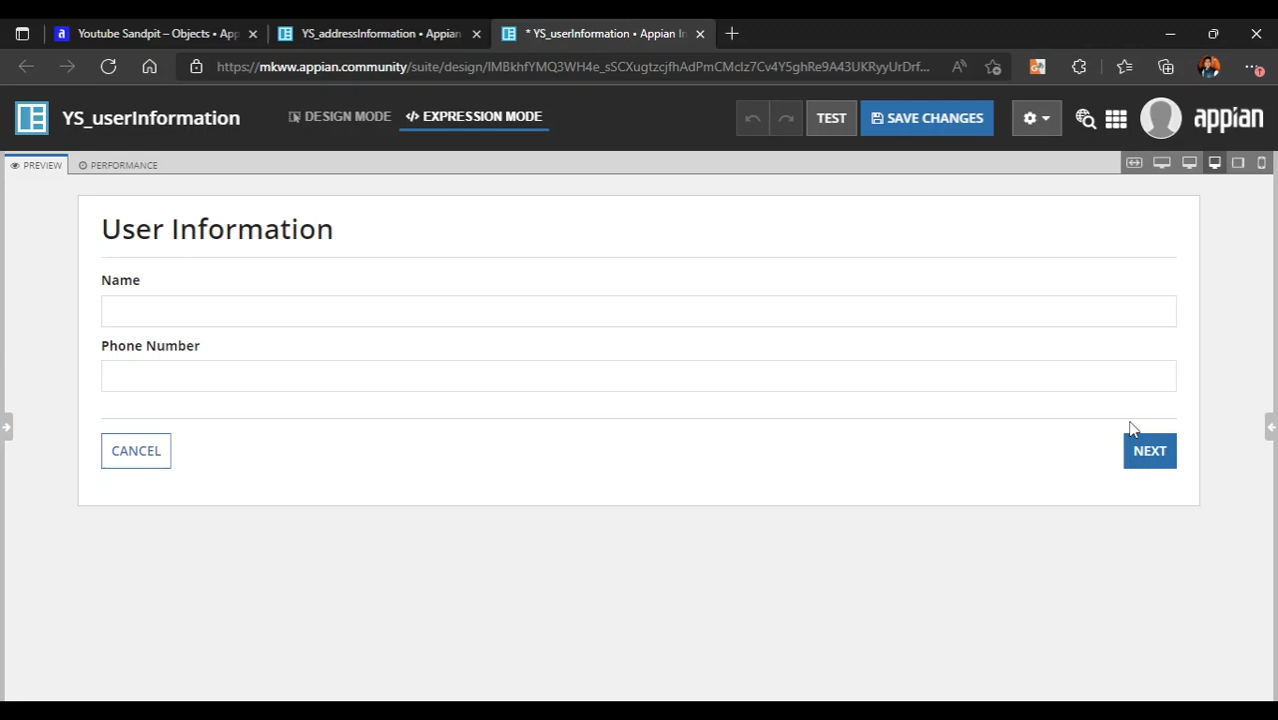 Youtube Sandpit – Objects • App
YS_addressInformation • Appian
* YS_userInformation • Appian In
https://mkww.appian.community/suite/design/lMBkhfYMQ3WH4e_sSCXugtzcjfhAdPmCMclz7Cv4Y5ghRe9A43UKRyyUrDrf...
YS_userInformation
DESIGN MODE
EXPRESSION MODE
TEST
SAVE CHANGES
appian
PREVIEW
PERFORMANCE
User Information
Name
Phone Number
CANCEL
NEXT